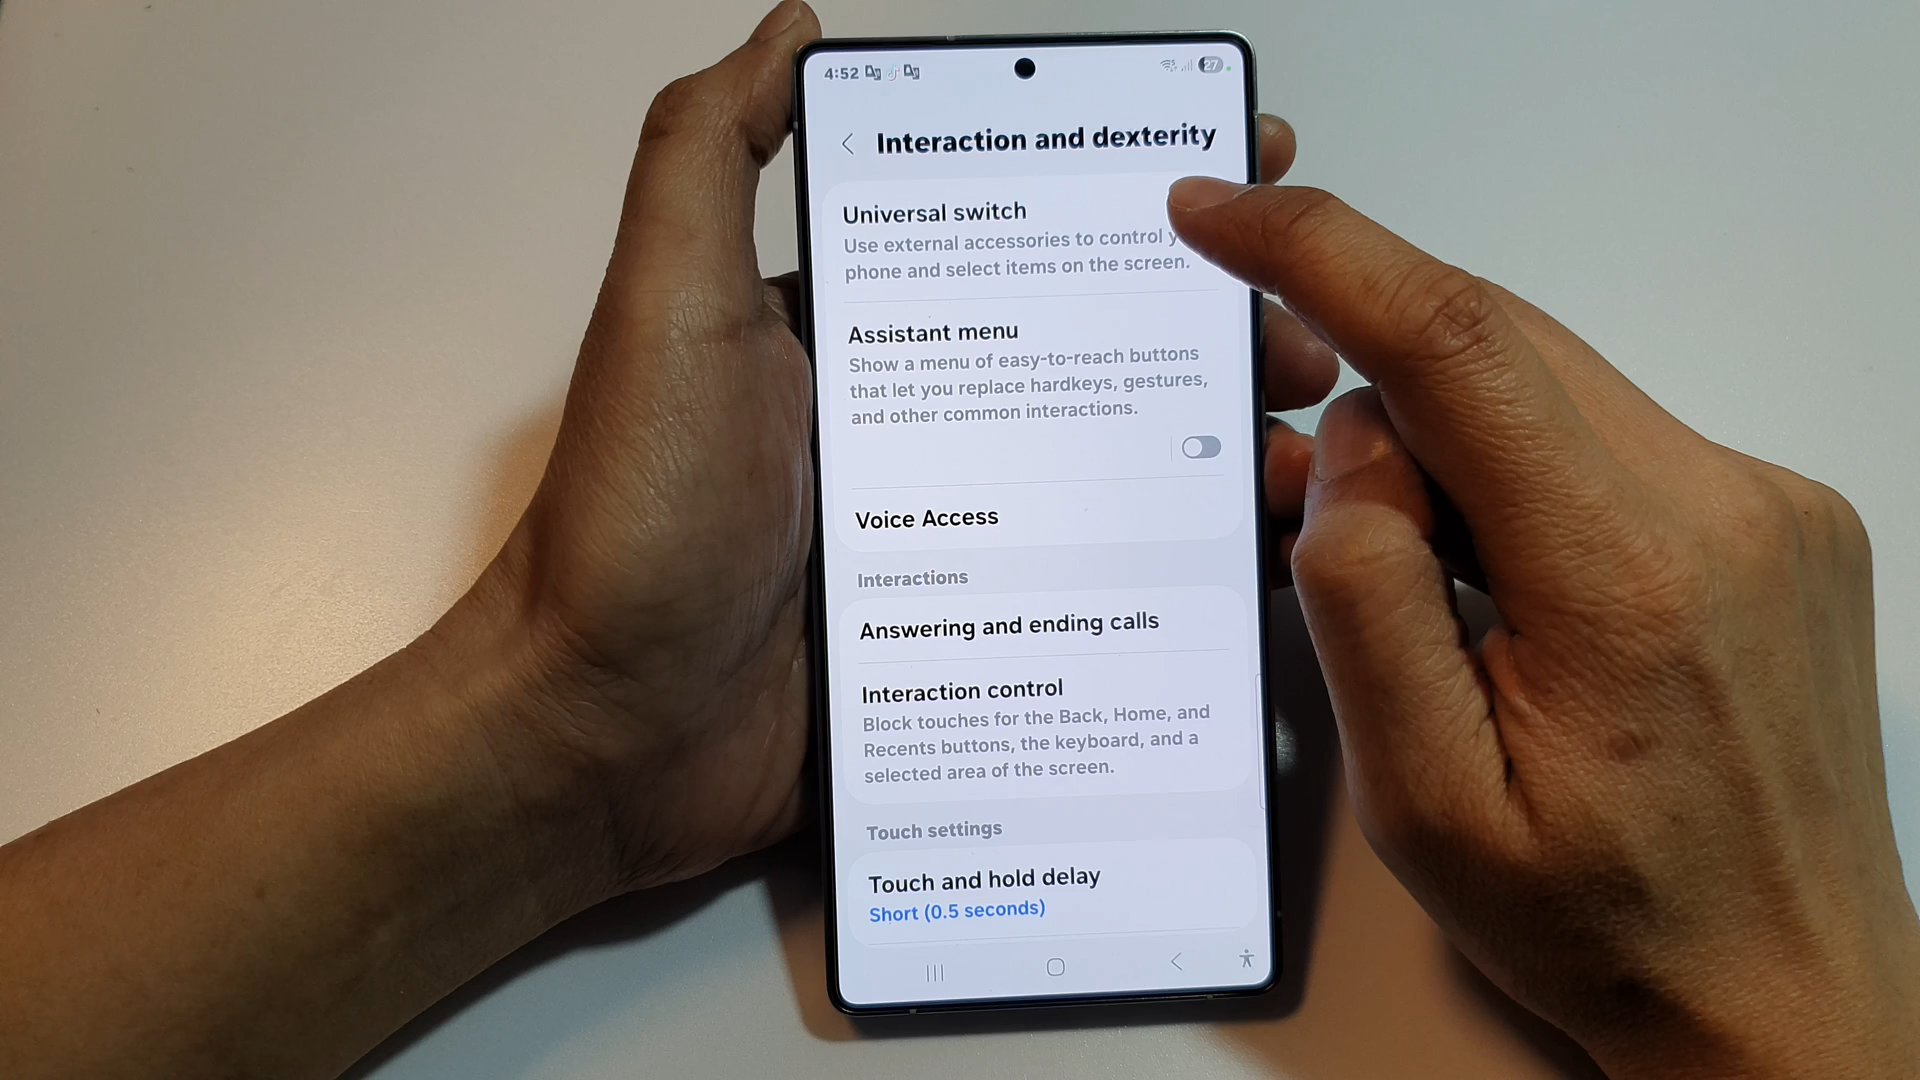 4:52
27
Interaction and dexterity
Universal switch
Use external accessories to control y
phone and select items on the screen.
Assistant menu
Show a menu of easy-to-reach buttons
that let you replace hardkeys, gestures,
and other common interactions.
Voice Access
Interactions
Answering and ending calls
Interaction control
Block touches for the Back, Home, and
Recents buttons, the keyboard, and a
selected area of the screen.
Touch settings
Touch and hold delay
Short (0.5 seconds)